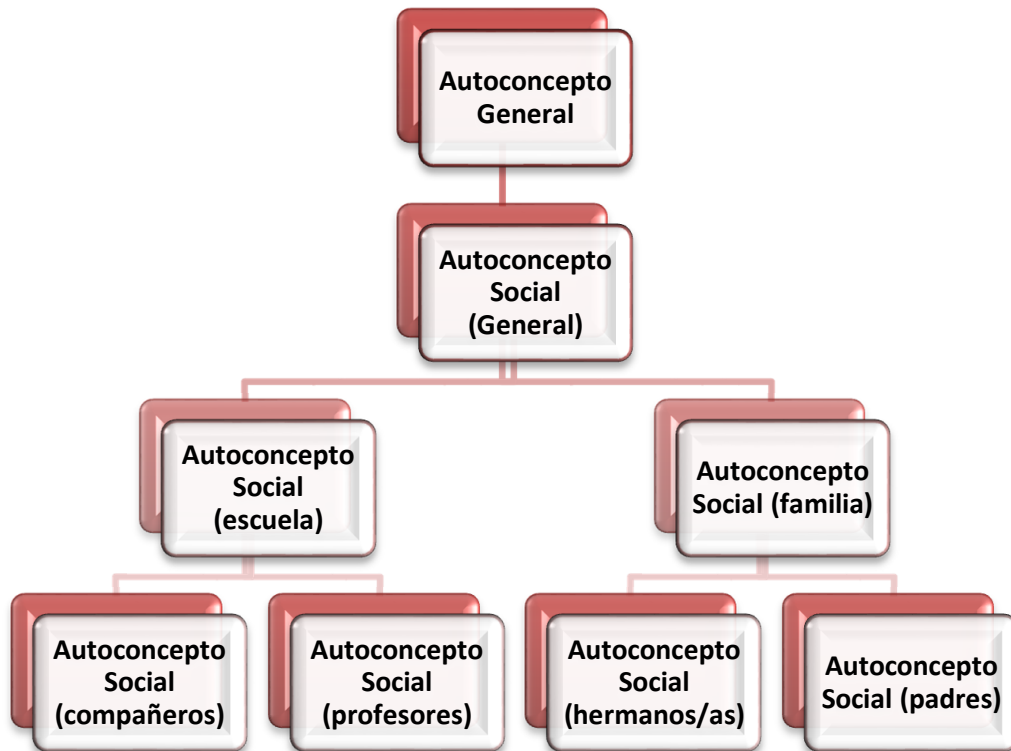 Autoconcepto
General
Autoconcepto
Social
(General)
Autoconcepto
Social
(escuela)
Autoconcepto
Social (familia)
Autoconcepto
Social
(compañeros)
Autoconcepto
Social
(profesores)
Autoconcepto
Social
(hermanos/as)
Autoconcepto
Social (padres)